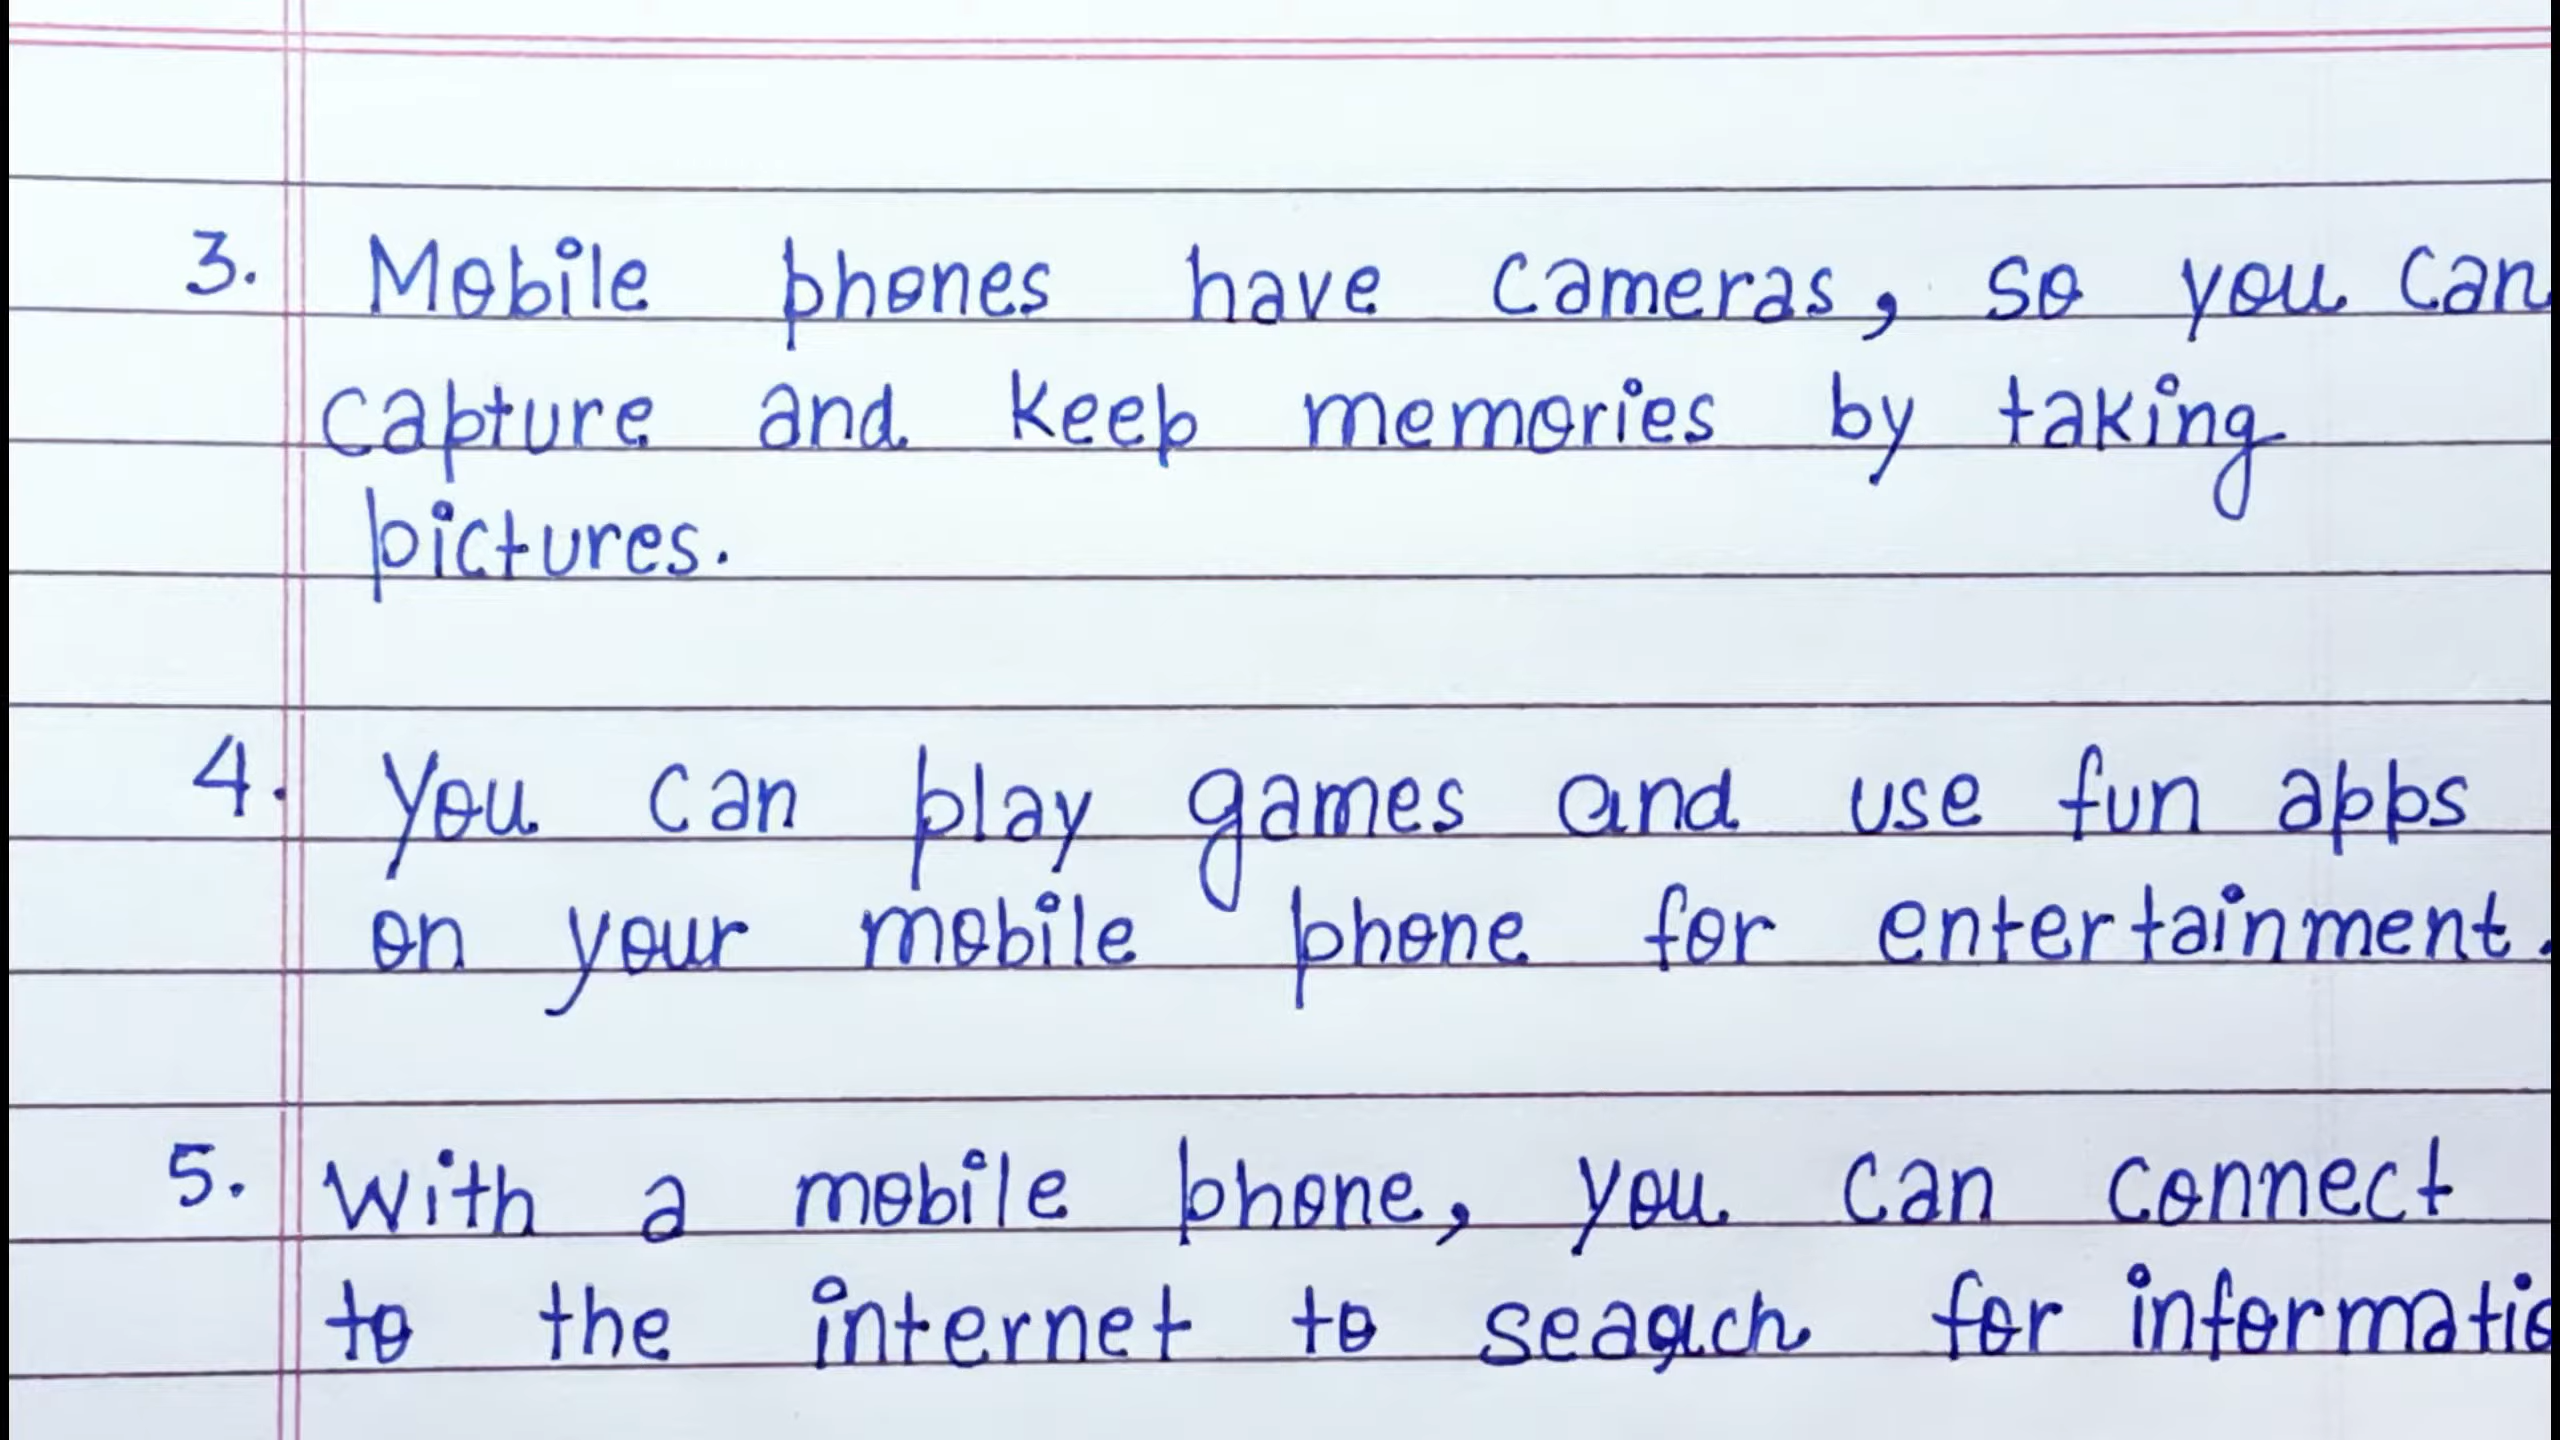 3. Mobile phones have cameras, so you can
capture and keep memories by taking
pictures.
4. You can play games and use fun apps
on your mobile phone for entertainment.
5. With a mobile phone, you can connect
to the internet to search for informatio